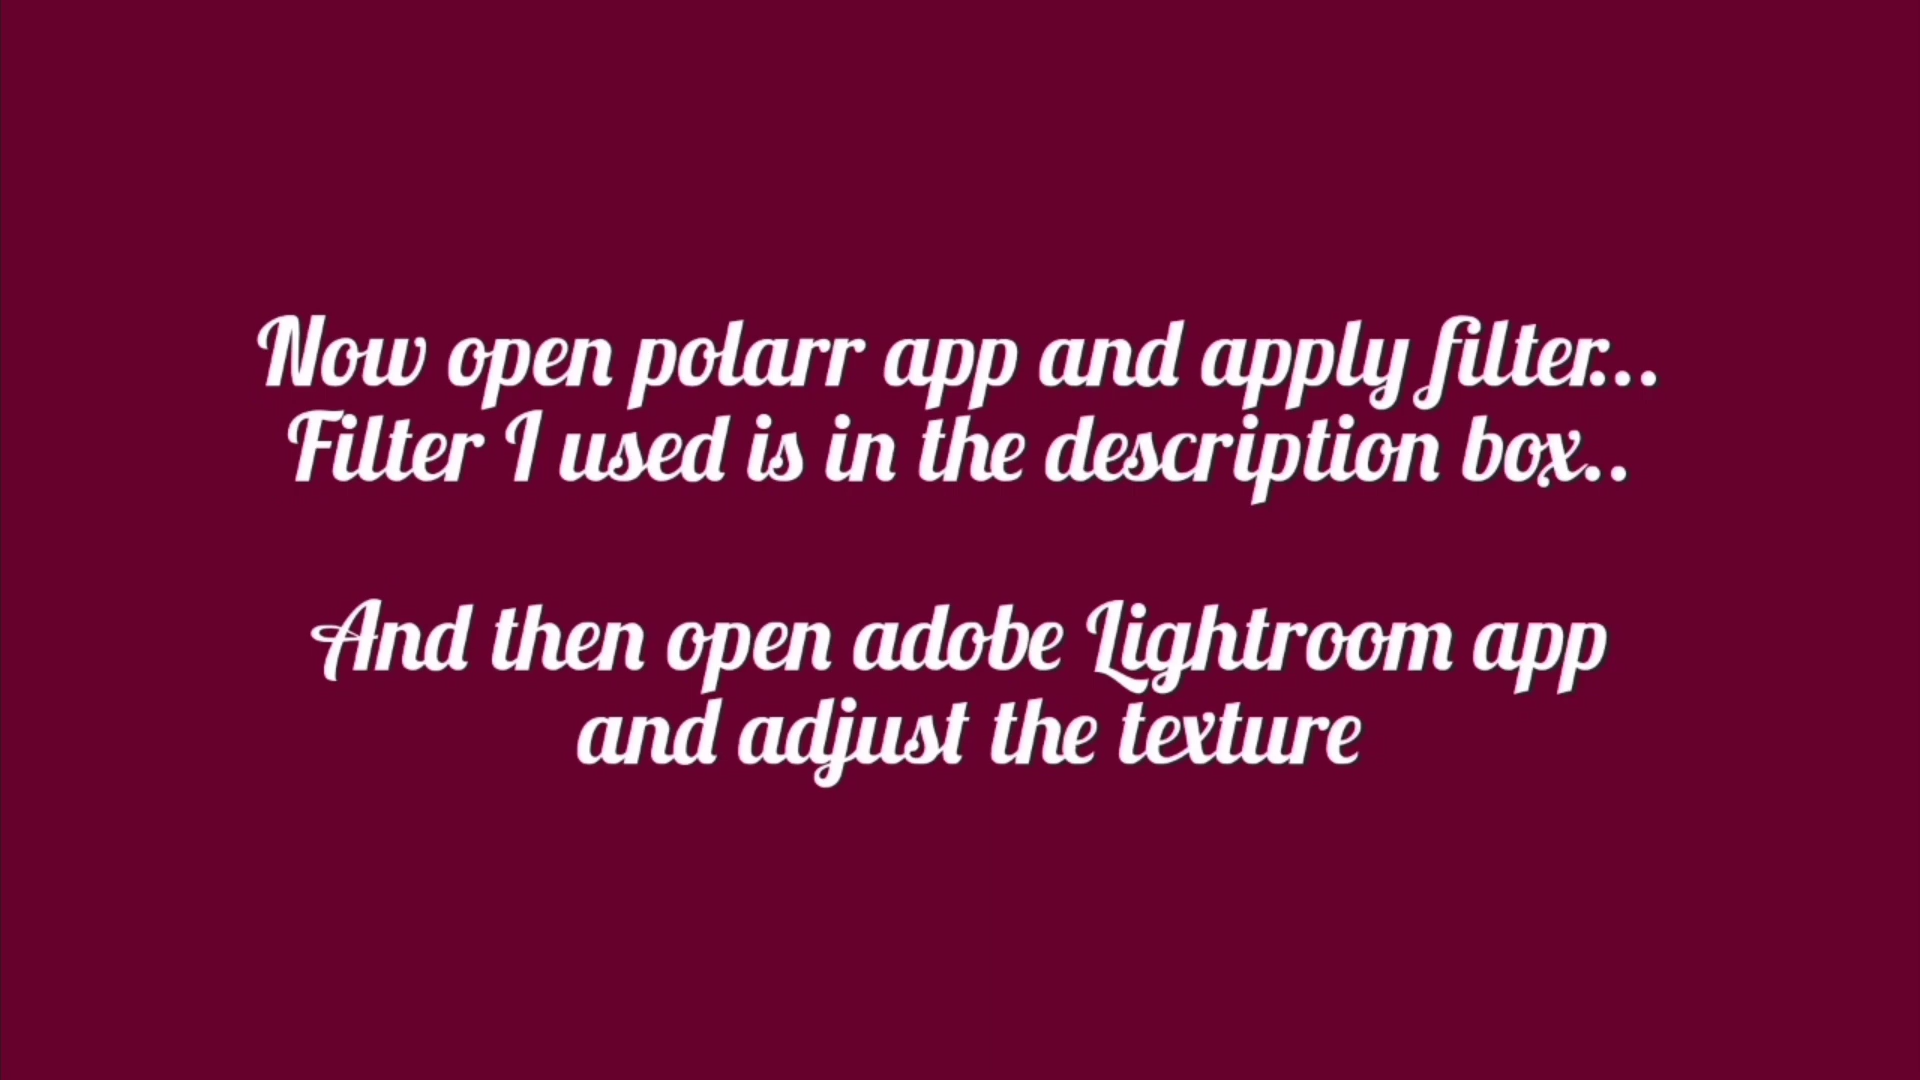 Now open polarr app and apply filter...
Filter I used is in the description box..
And then open adobe Lightroom app
and adjust the texture